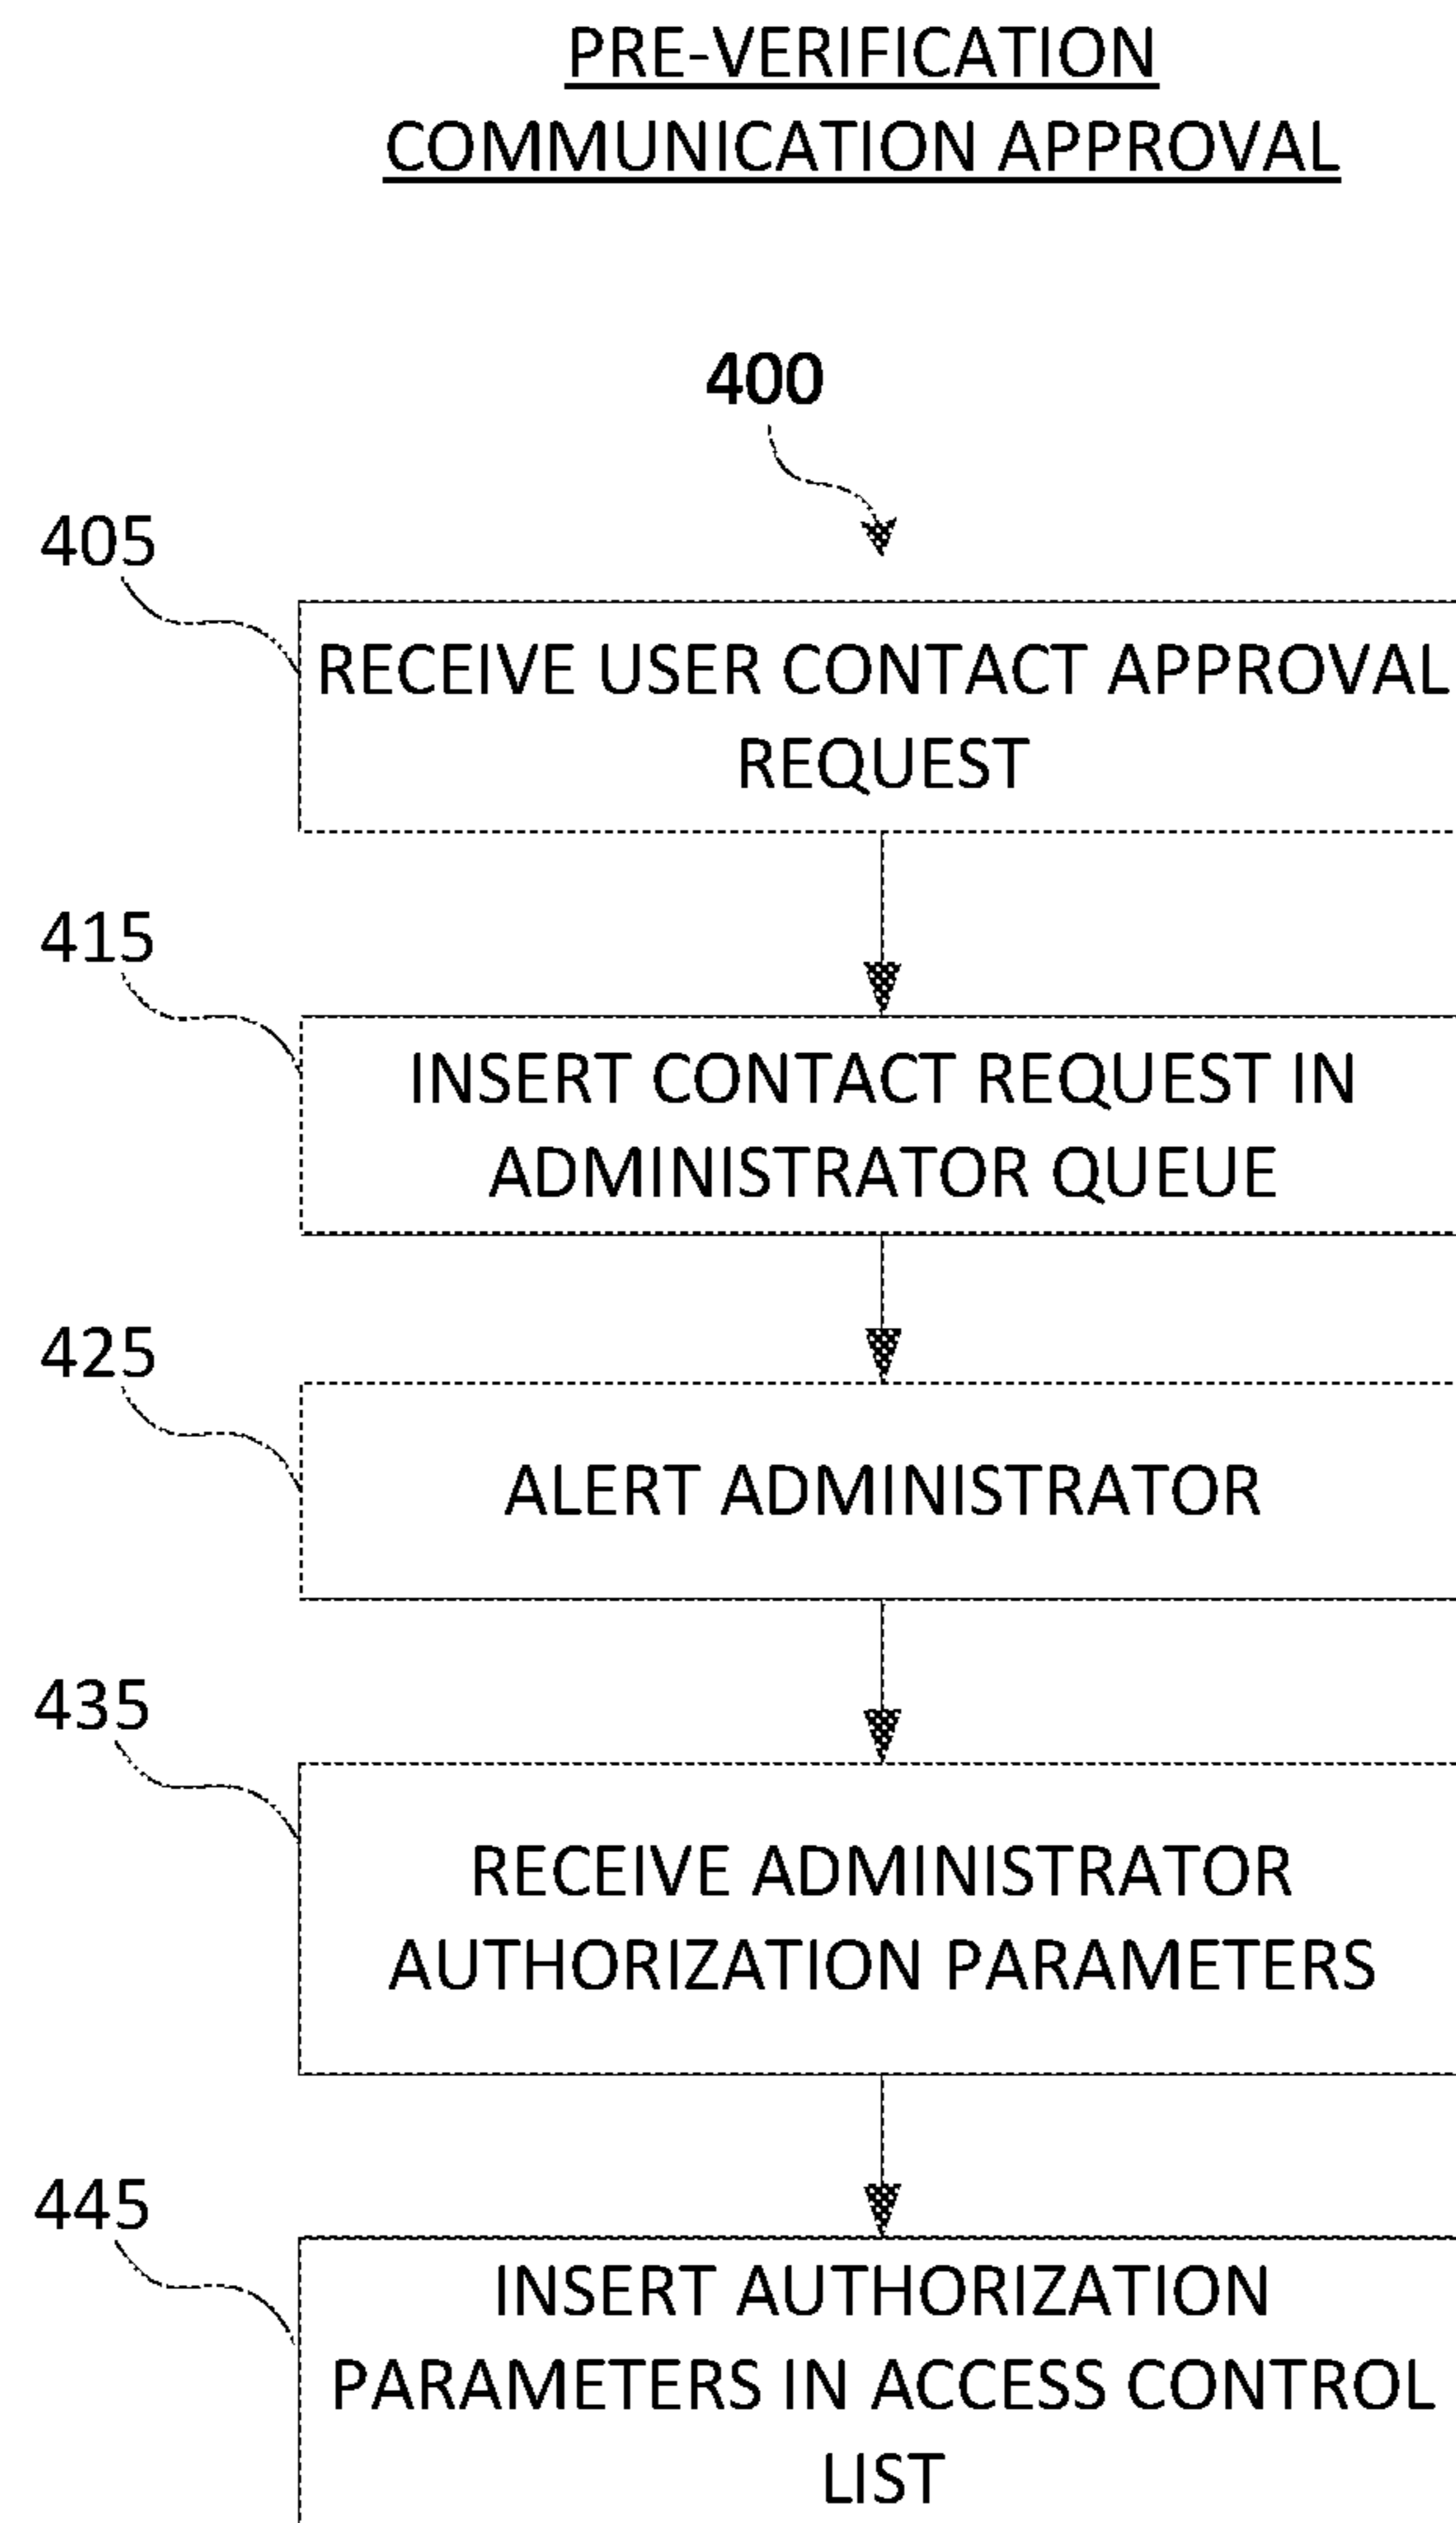 PRE-VERIFICATION
COMMUNICATION APPROVAL
400
405
RECEIVE USER CONTACT APPROVAL
REQUEST
415
INSERT CONTACT REQUEST IN
ADMINISTRATOR QUEUE
425
ALERT ADMINISTRATOR
435
RECEIVE ADMINISTRATOR
AUTHORIZATION PARAMETERS
445
INSERT AUTHORIZATION
PARAMETERS IN ACCESS CONTROL
LIST